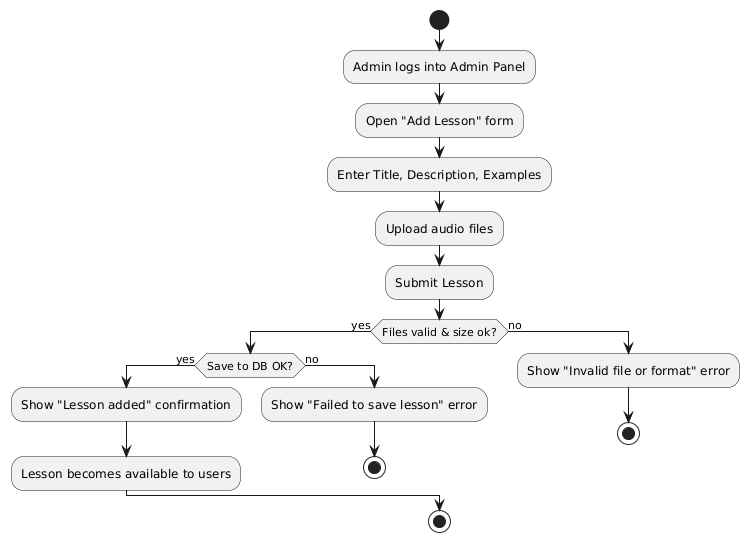 Admin logs into Admin Panel
Open "Add Lesson" form
Enter Title, Description, Examples
Upload audio files
Submit Lesson
yes
Files valid & size ok?
no
yes
Save to DB OK?
no
Show "Invalid file or format" error
Show "Lesson added" confirmation
Show "Failed to save lesson" error
Lesson becomes available to users